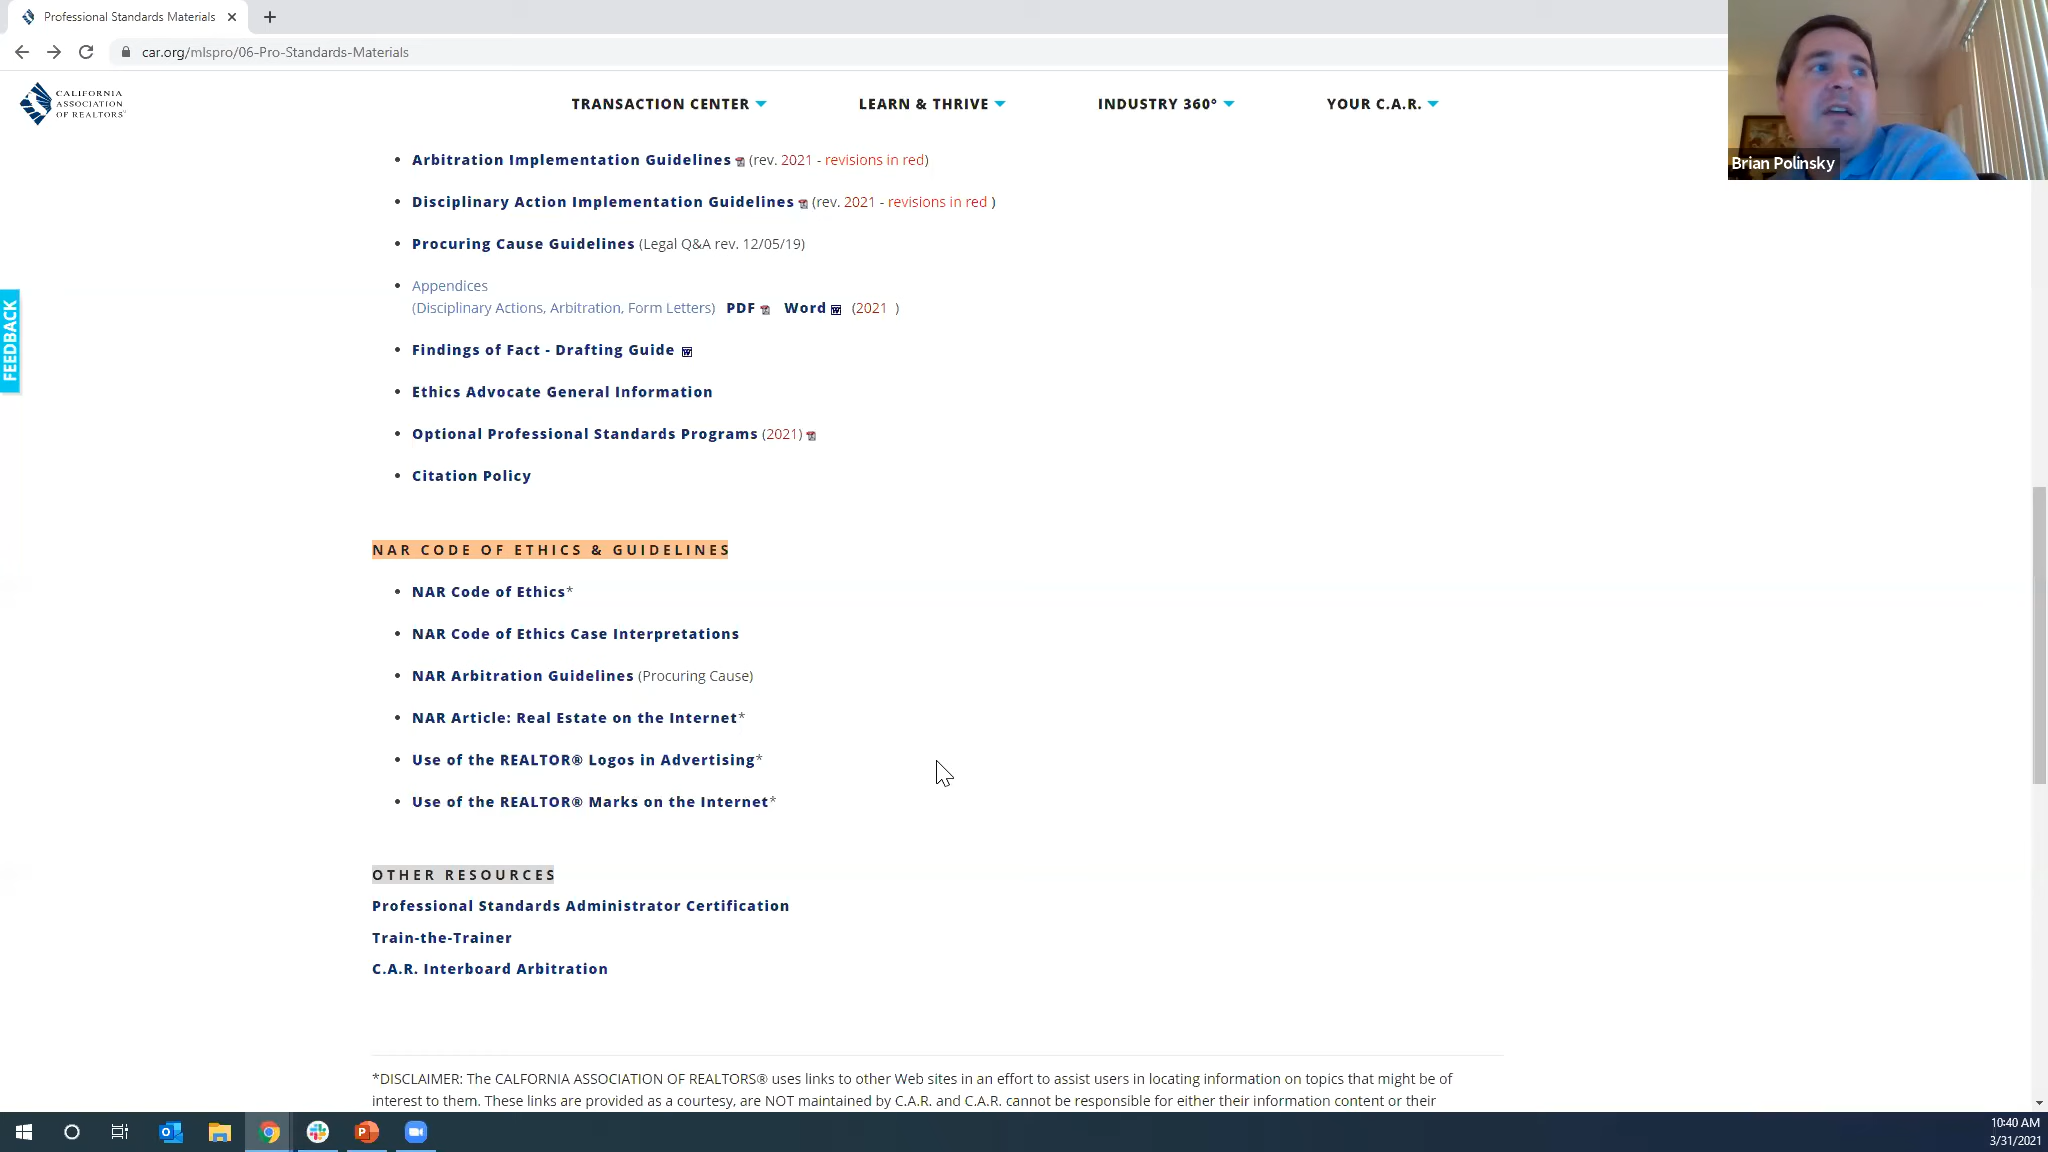 Professional Standards Materials
car.org/mlspro/06-Pro-Standards-Materials
CALIFORNIA
ASSOCIATION
OF REALTORS®
TRANSACTION CENTER
LEARN & THRIVE
INDUSTRY 360°
YOUR C.A.R.
Brian Polinsky
• Arbitration Implementation Guidelines (rev. 2021 - revisions in red)
• Disciplinary Action Implementation Guidelines (rev. 2021 - revisions in red )
• Procuring Cause Guidelines (Legal Q&A rev. 12/05/19)
• Appendices
(Disciplinary Actions, Arbitration, Form Letters) PDF Word (2021 )
FEEDBACK
• Findings of Fact - Drafting Guide
• Ethics Advocate General Information
• Optional Professional Standards Programs (2021)
• Citation Policy
NAR CODE OF ETHICS & GUIDELINES
• NAR Code of Ethics*
• NAR Code of Ethics Case Interpretations
• NAR Arbitration Guidelines (Procuring Cause)
• NAR Article: Real Estate on the Internet*
• Use of the REALTOR® Logos in Advertising*
• Use of the REALTOR® Marks on the Internet*
OTHER RESOURCES
Professional Standards Administrator Certification
Train-the-Trainer
C.A.R. Interboard Arbitration
*DISCLAIMER: The CALFORNIA ASSOCIATION OF REALTORS® uses links to other Web sites in an effort to assist users in locating information on topics that might be of
interest to them. These links are provided as a courtesy, are NOT maintained by C.A.R. and C.A.R. cannot be responsible for either their information content or their
10:40 AM
3/31/2021